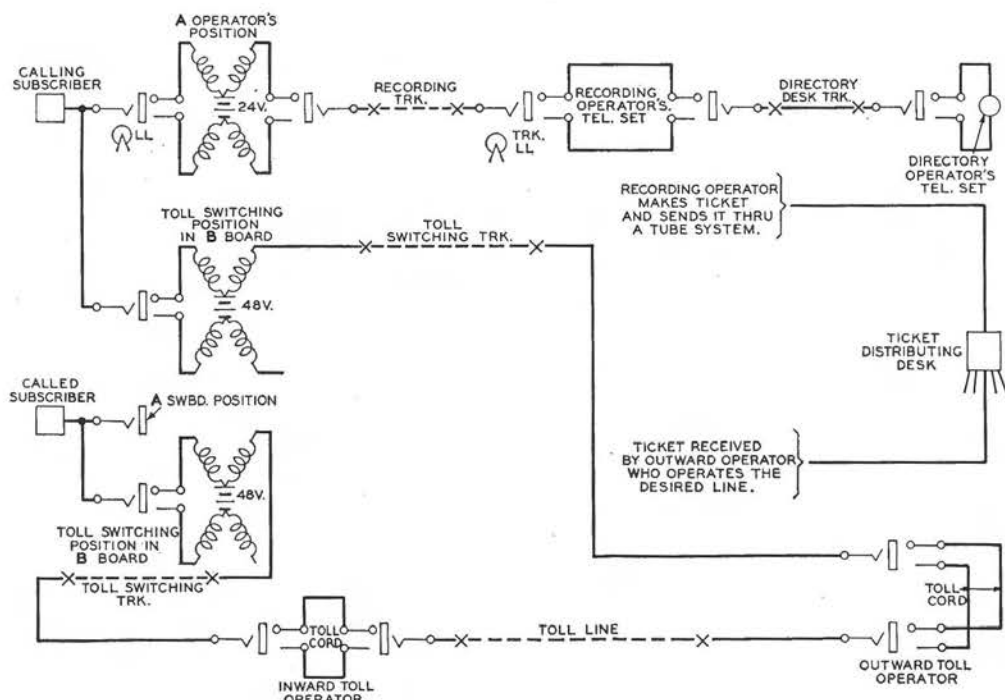 A OPERATOR'S
POSITION
CALLING
SUBSCRIBER
LL
24V.
RECORDING
TRK.
TRK.
LL
RECORDING
OPERATOR'S.
TEL. SET
DIRECTORY
DESK TRK.
DIRECTORY
OPERATOR'S
TEL. SET
RECORDING OPERATOR
MAKES TICKET
AND SENDS IT THRU
A TUBE SYSTEM.
TOLL SWITCHING
POSITION
IN B BOARD
48V.
TOLL
SWITCHING TRK.
TICKET
DISTRIBUTING
DESK
CALLED
SUBSCRIBER
A SWBD. POSITION
48V.
TOLL SWITCHING
POSITION IN
B BOARD
TICKET RECEIVED
BY OUTWARD OPERATOR
WHO OPERATES THE
DESIRED LINE.
TOLL SWITCHING
TRK.
TOLL
CORD
INWARD TOLL
OPERATOR
TOLL LINE
TOLL
CORD
OUTWARD TOLL
OPERATOR